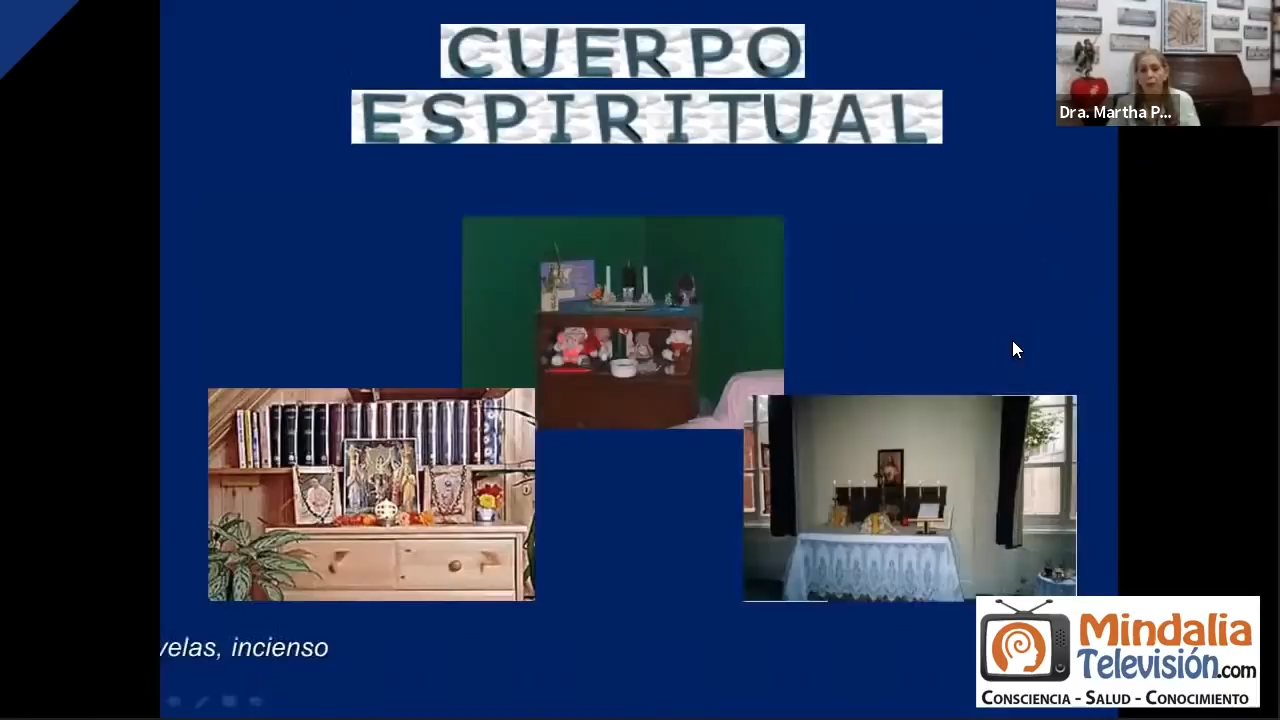 CUERPO
ESPIRITUAL
Dra. Martha P...
velas, incienso
Mindalia
Televisión.com
CONSCIENCIA - SALUD - CONOCIMIENTO